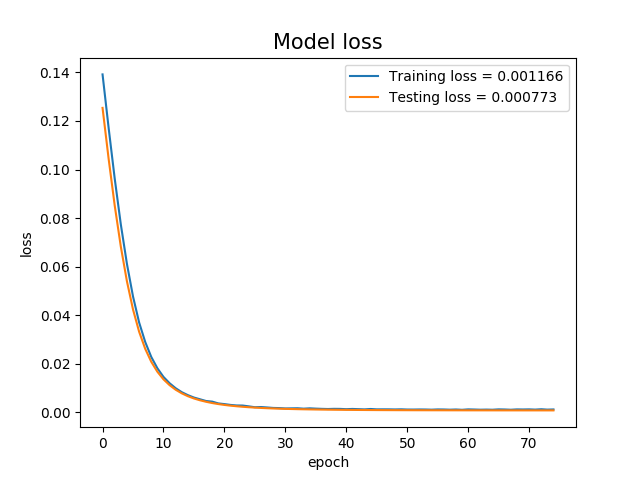 Model loss
Training loss = 0.001166
Testing loss = 0.000773
0.14
0.12
0.10
0.08
0.06
0.04
0.02
0.00
loss
0 10 20 30 40 50 60 70
epoch